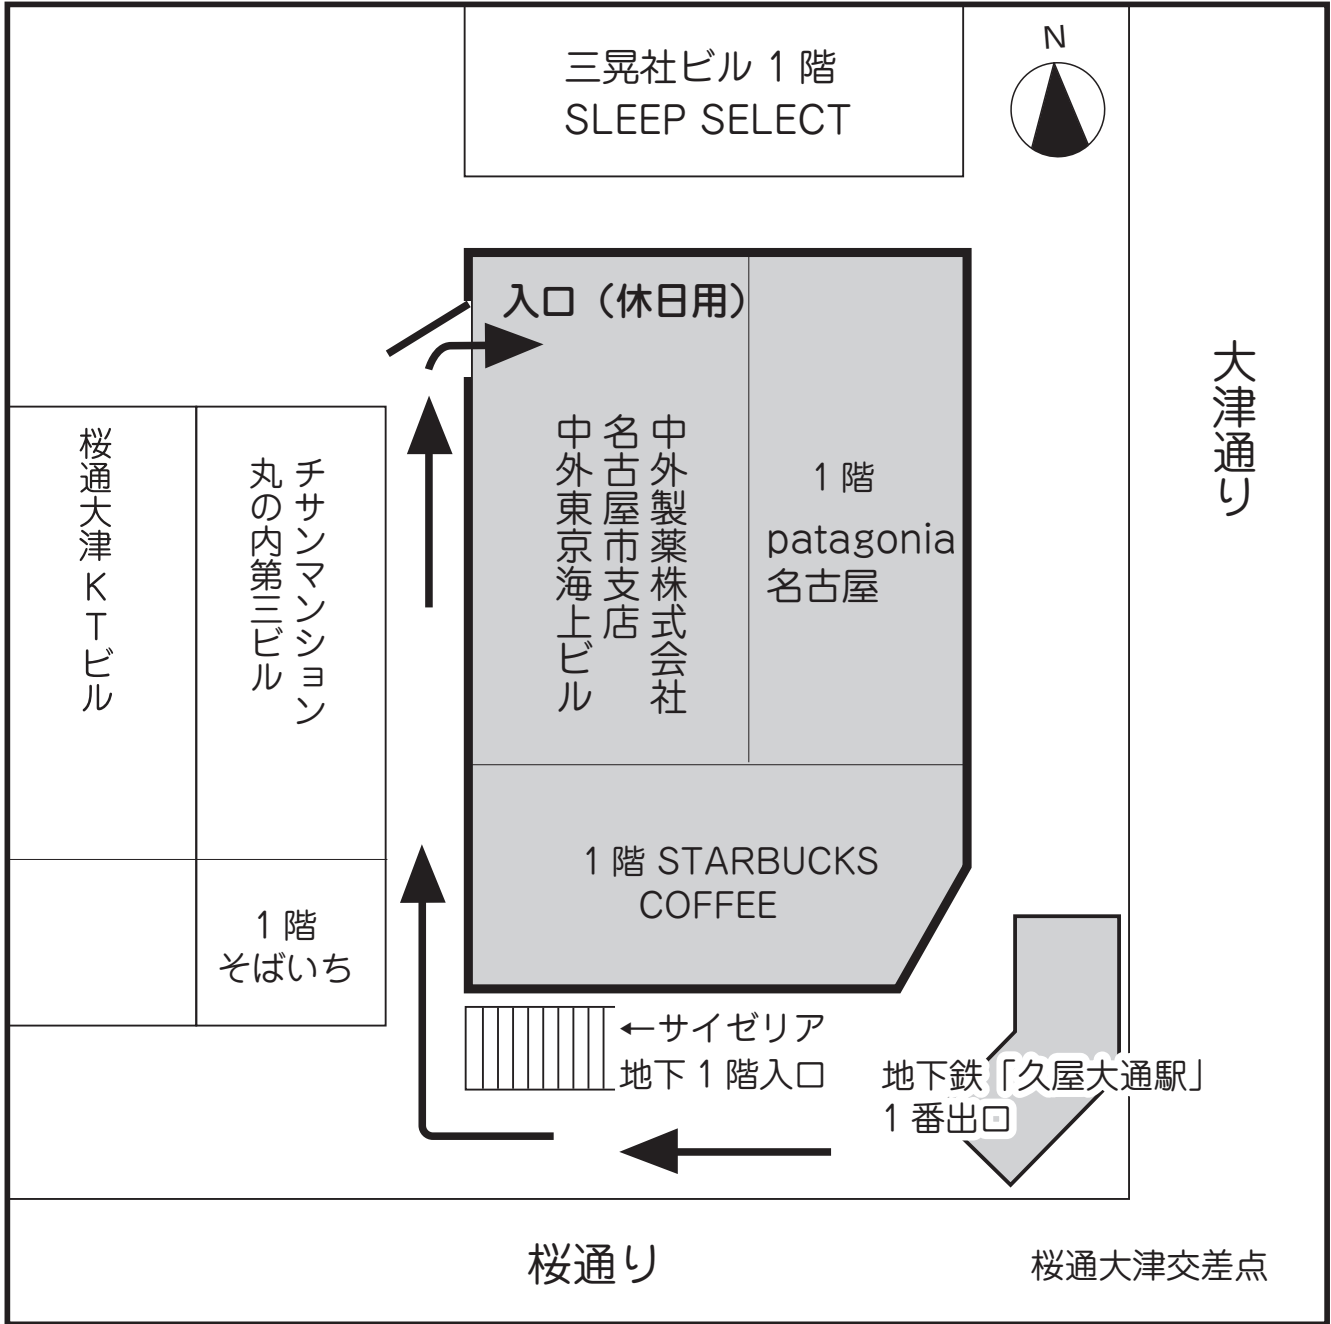 三晃社ビル 1 階
SLEEP SELECT
N
入口（休日用）
中外製薬株式会社
名古屋市支店
中外東京海上ビル
1 階
patagonia
名古屋
大津通り
チサンマンション
丸の内第三ビル
桜通大津KTビル
1 階 STARBUCKS
COFFEE
1 階
そばいち
←サイゼリア
地下 1 階入口
地下鉄「久屋大通駅」
1 番出口
桜通り
桜通大津交差点